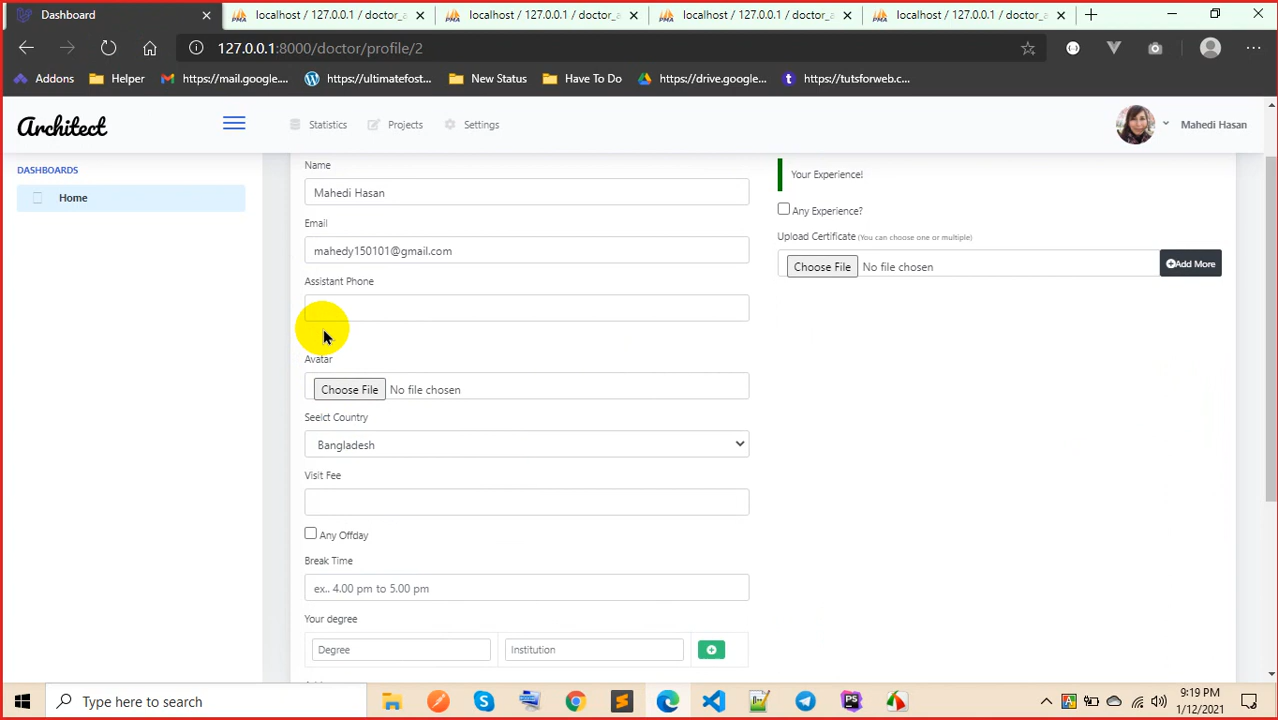 Dashboard
localhost / 127.0.0.1 / doctor_a
localhost / 127.0.0.1 / doctor_a
localhost / 127.0.0.1 / doctor_a
localhost / 127.0.0.1 / doctor_a
127.0.0.1:8000/doctor/profile/2
Addons
Helper
https://mail.google....
https://ultimatefost...
New Status
Have To Do
https://drive.google...
https://tutsforweb.c...
Architect
Statistics
Projects
Settings
Mahedi Hasan
DASHBOARDS
Home
Name
Mahedi Hasan
Email
mahedy150101@gmail.com
Assistant Phone
Avatar
Choose File No file chosen
Seelct Country
Bangladesh
Visit Fee
Any Offday
Break Time
ex.. 4.00 pm to 5.00 pm
Your degree
Degree
Institution
Your Experience!
Any Experience?
Upload Certificate (You can choose one or multiple)
Choose File No file chosen
Add More
Type here to search
9:19 PM
1/12/2021